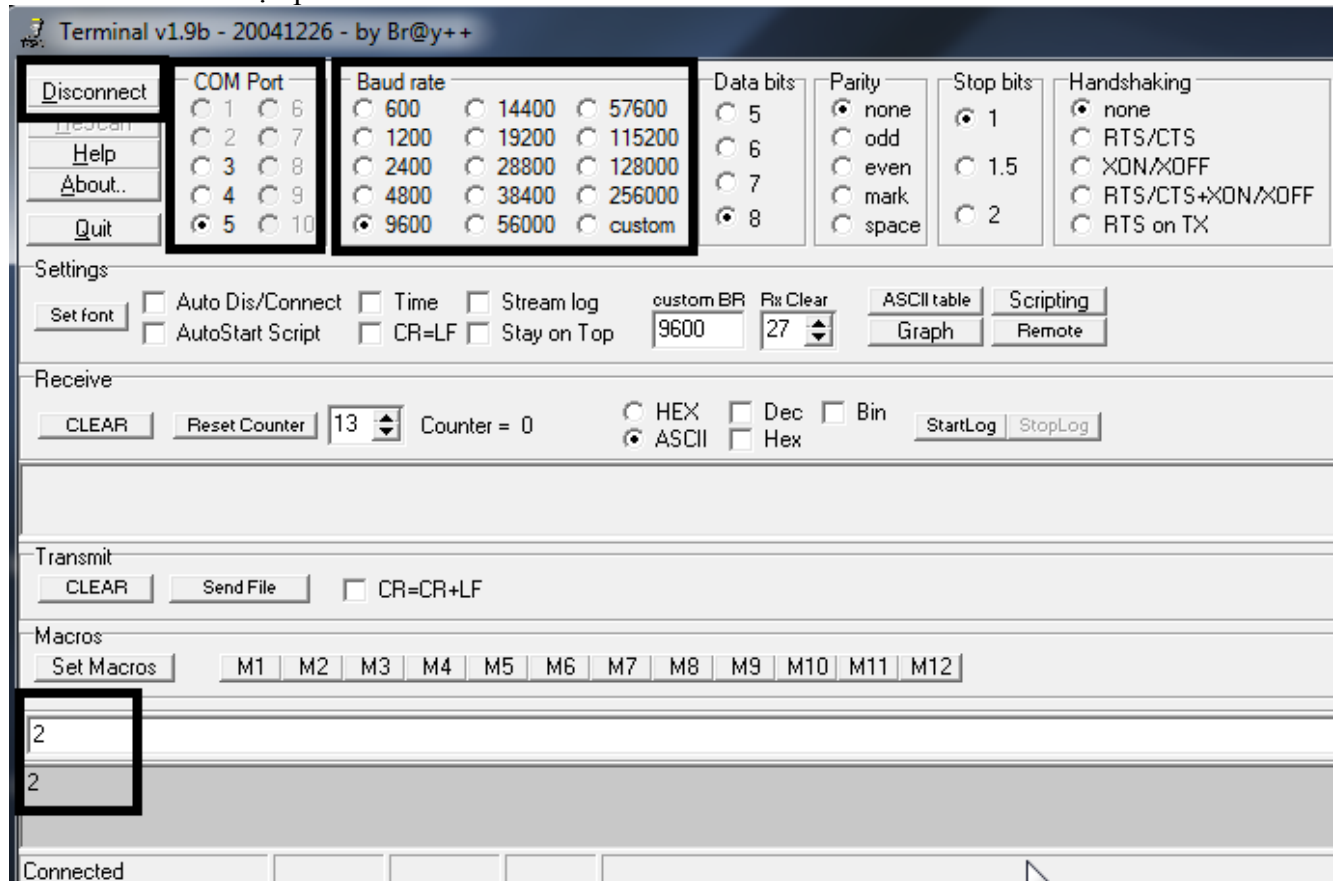 Terminal v1.9b - 20041226 - by Br@y++
Disconnect
Help
About..
Quit
COM Port
1 6
2 7
3 8
4 9
5 10
Baud rate
600 14400 57600
1200 19200 115200
2400 28800 128000
4800 38400 256000
9600 56000 custom
Data bits
5
6
7
8
Parity
none
odd
even
mark
space
Stop bits
1
1.5
2
Handshaking
none
RTS/CTS
XON/XOFF
RTS/CTS+XON/XOFF
RTS on TX
Settings
Set font
Auto Dis/Connect Time Stream log
AutoStart Script CR=LF Stay on Top
custom BR Rx Clear
9600 27
ASCII table Scripting
Graph Remote
Receive
CLEAR Reset Counter 13 Counter = 0
HEX Dec Bin
ASCII Hex
StartLog StopLog
Transmit
CLEAR Send File CR=CR+LF
Macros
Set Macros M1 M2 M3 M4 M5 M6 M7 M8 M9 M10 M11 M12
2
2
Connected